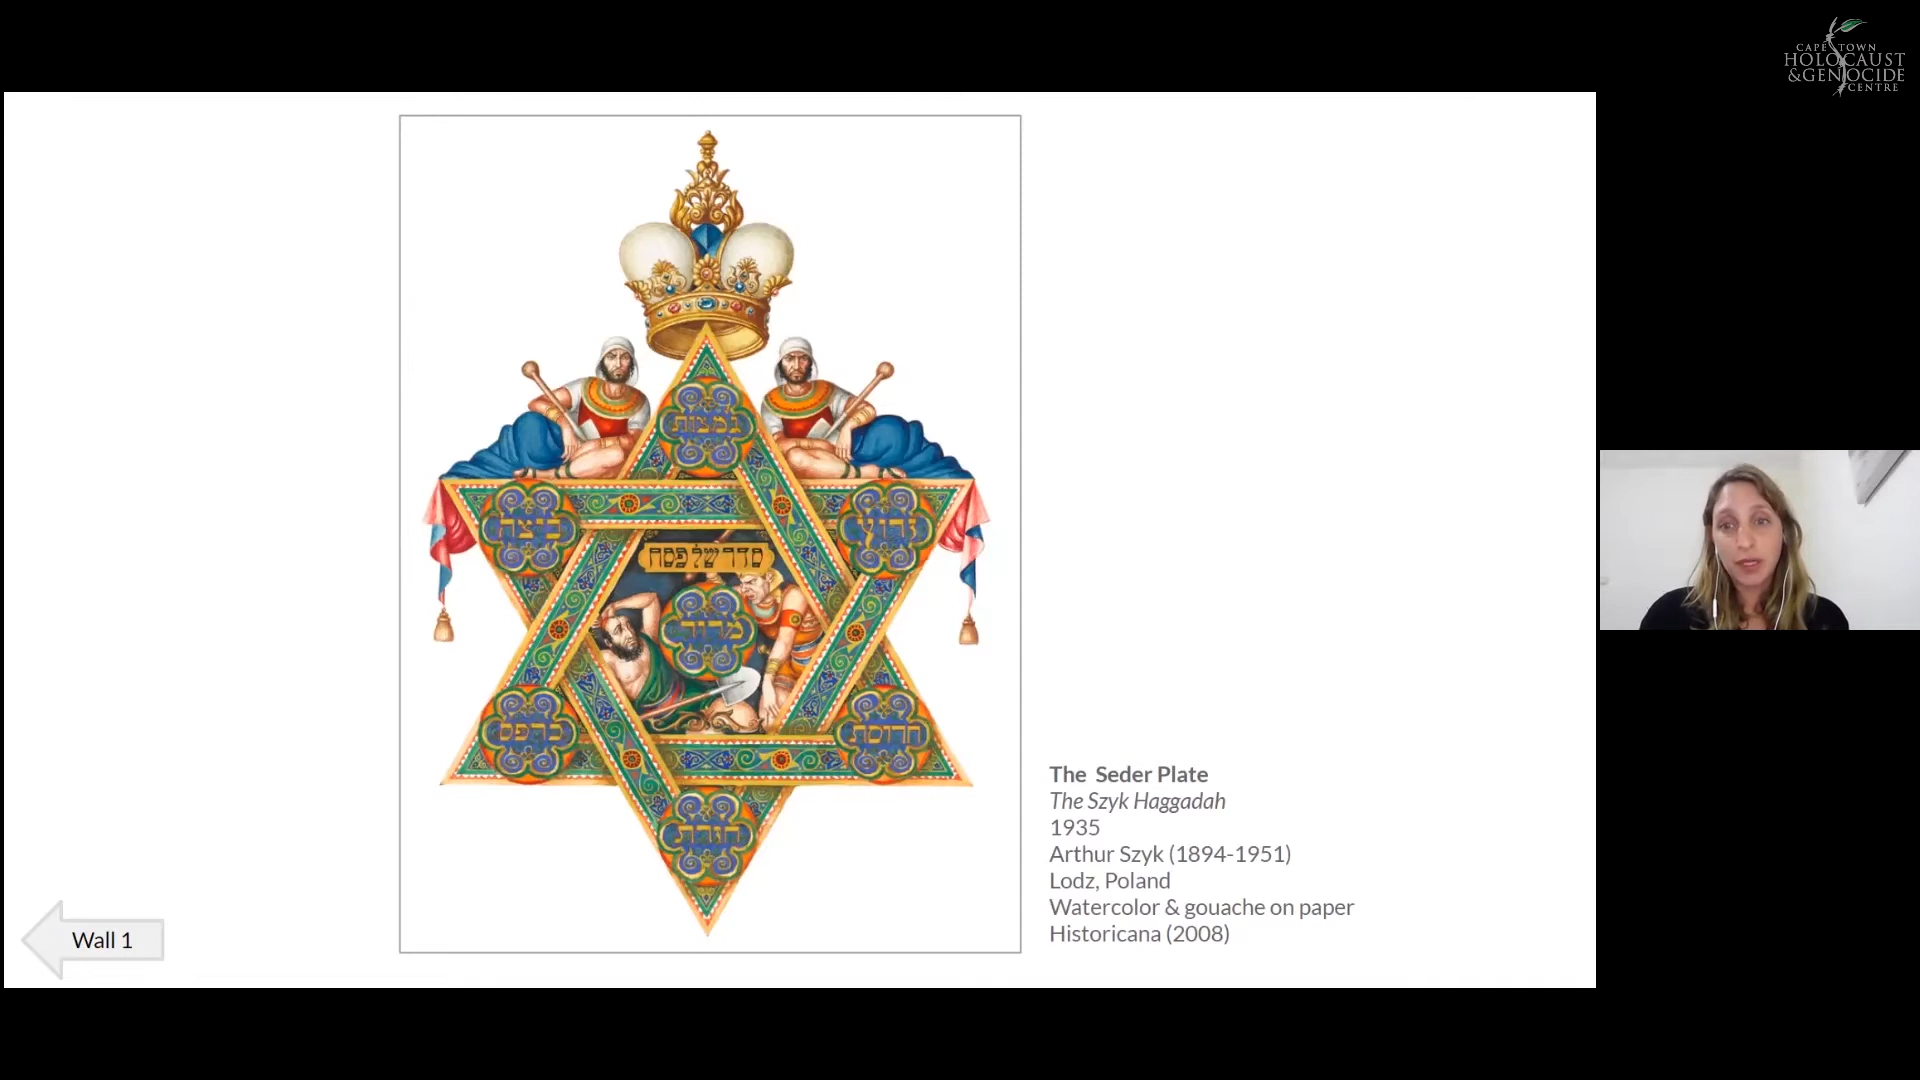 CAPE TOWN
HOLOCAUST
& GENOCIDE
CENTRE
ג מצות
ביצה
זרוע
סדר של פסח
מרור
כרפס
חרוסת
חזרת
The Seder Plate
The Szyk Haggadah
1935
Arthur Szyk (1894-1951)
Lodz, Poland
Watercolor & gouache on paper
Historicana (2008)
Wall 1